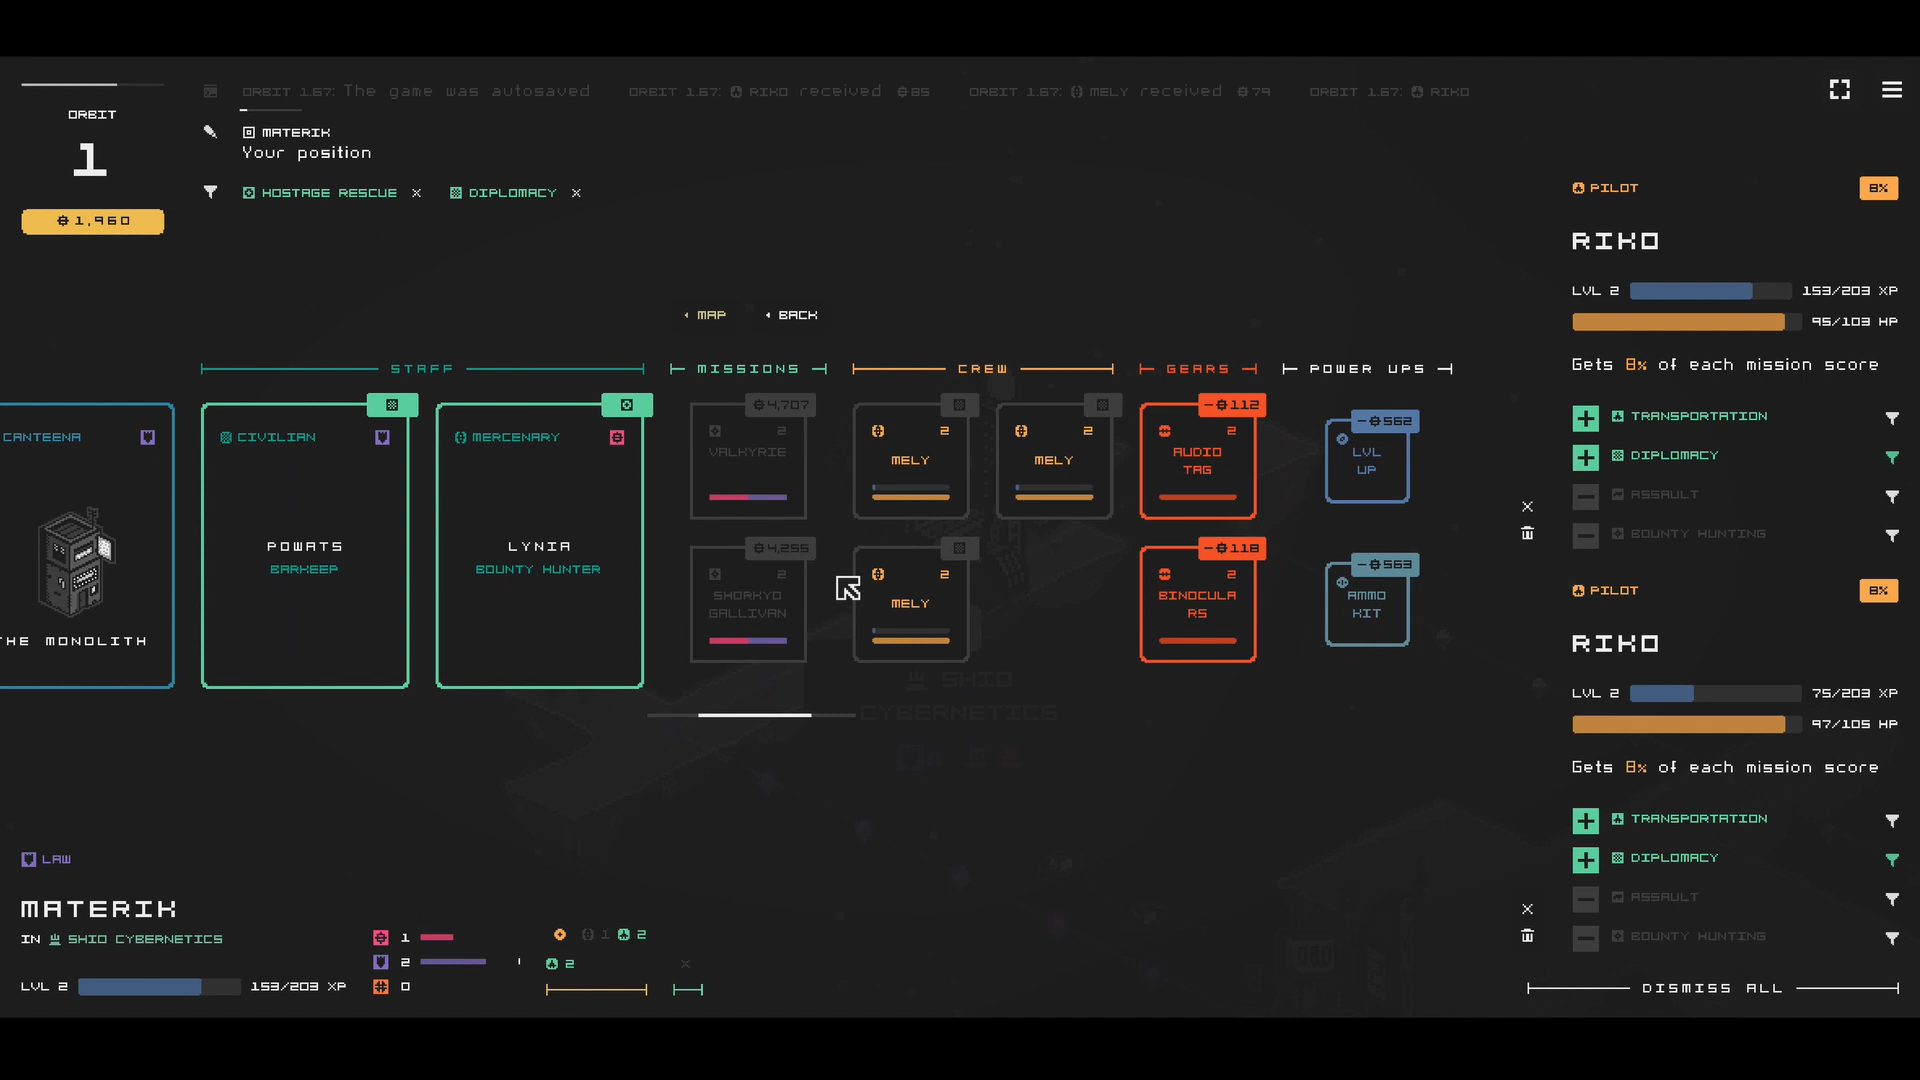 ORBIT 1.67: The game was autosaved ORBIT 1.67: RIKO received 85 ORBIT 1.67: MELY received 79 ORBIT 1.67: RIKO
ORBIT
1
1,960
MATERIK
Your position
HOSTAGE RESCUE × DIPLOMACY ×
MAP BACK
STAFF MISSIONS CREW GEARS POWER UPS
CANTEENA
THE MONOLITH
CIVILIAN
POWATS
BARKEEP
MERCENARY
LYNIA
BOUNTY HUNTER
4,707
2
VALKYRIE
4,255
2
SHORKYO
GALLIVAN
2
MELY
2
MELY
2
MELY
-112
2
AUDIO
TAG
-118
2
BINOCULA
RS
-562
LVL
UP
-563
AMMO
KIT
SHIO
CYBERNETICS
PILOT 8%
RIKO
LVL 2 153/203 XP
95/103 HP
Gets 8% of each mission score
TRANSPORTATION
DIPLOMACY
ASSAULT
BOUNTY HUNTING
PILOT 8%
RIKO
LVL 2 75/203 XP
97/105 HP
Gets 8% of each mission score
TRANSPORTATION
DIPLOMACY
ASSAULT
BOUNTY HUNTING
DISMISS ALL
LAW
MATERIK
IN SHIO CYBERNETICS
LVL 2 153/203 XP
1
2
0
1 2
2